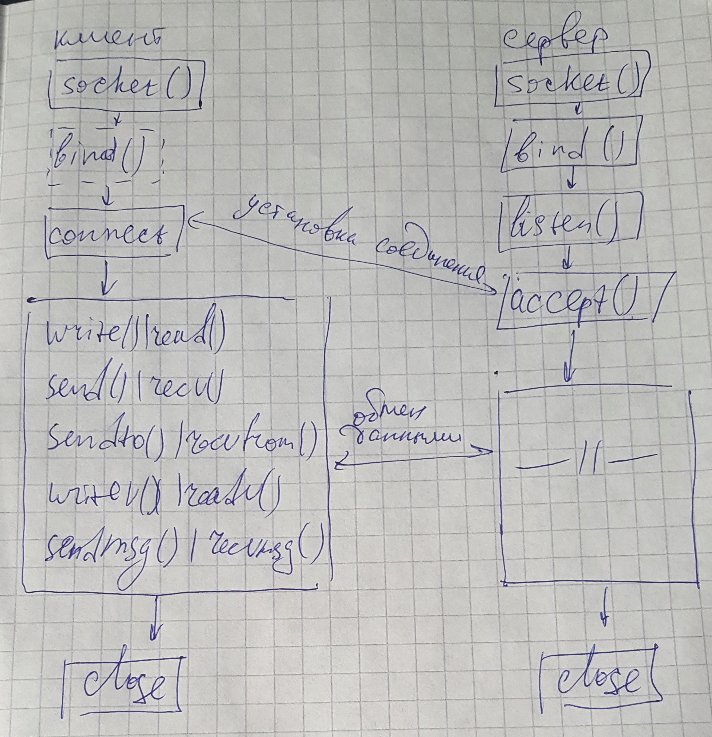 клиент
socket()
bind()
connect
write()|read()
send()|recv()
sendto()|recvfrom()
writev()|readv()
sendmsg()|recvmsg()
close
установка соединения
обмен
данными
сервер
socket()
bind()
listen()
accept()
— || —
close